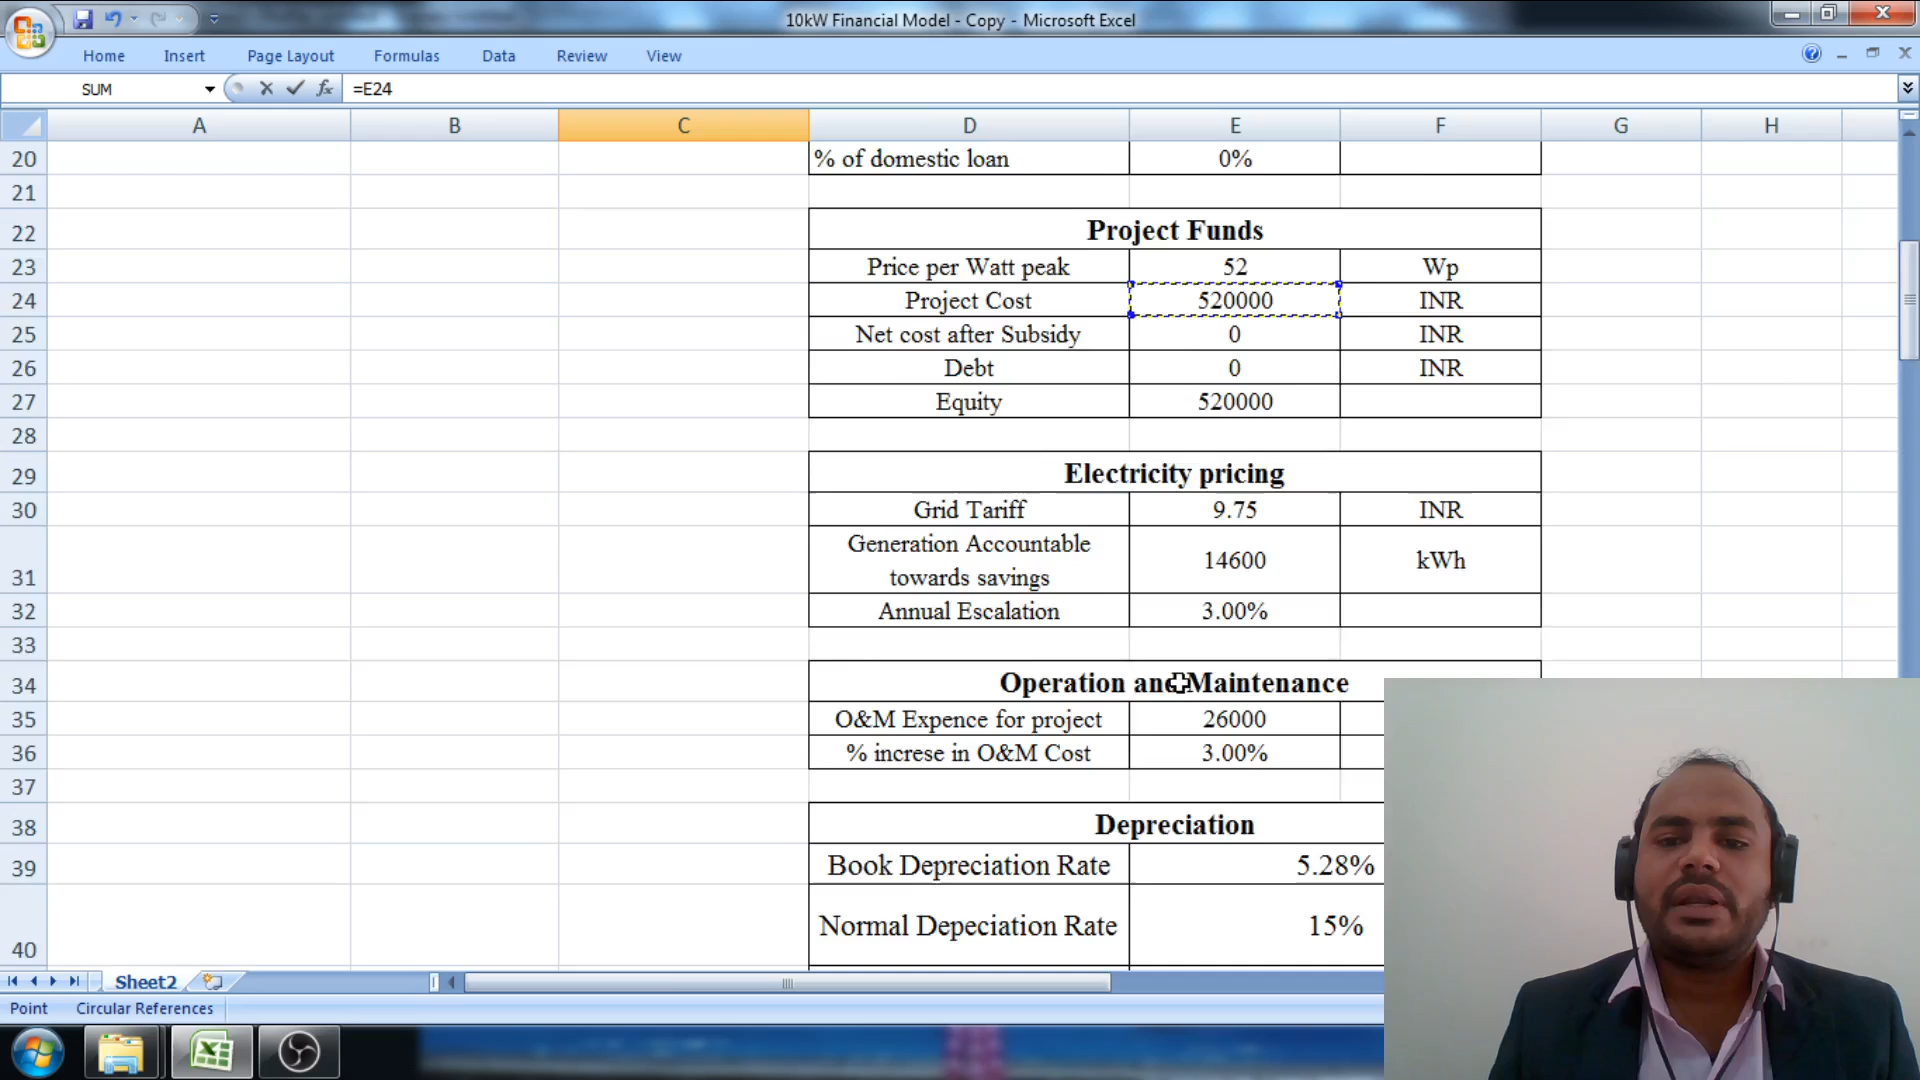 10kW Financial Model - Copy - Microsoft Excel
Home Insert Page Layout Formulas Data Review View
SUM fx =E24
A B C D E F G H
20 % of domestic loan 0%
21
22 Project Funds
23 Price per Watt peak 52 Wp
24 Project Cost 520000 INR
25 Net cost after Subsidy 0 INR
26 Debt 0 INR
27 Equity 520000
28
29 Electricity pricing
30 Grid Tariff 9.75 INR
Generation Accountable
31 towards savings 14600 kWh
32 Annual Escalation 3.00%
33
34 Operation and Maintenance
35 O&M Expence for project 26000
36 % increse in O&M Cost 3.00%
37
38 Depreciation
39 Book Depreciation Rate 5.28%
40 Normal Depeciation Rate 15%
Sheet2
Point Circular References